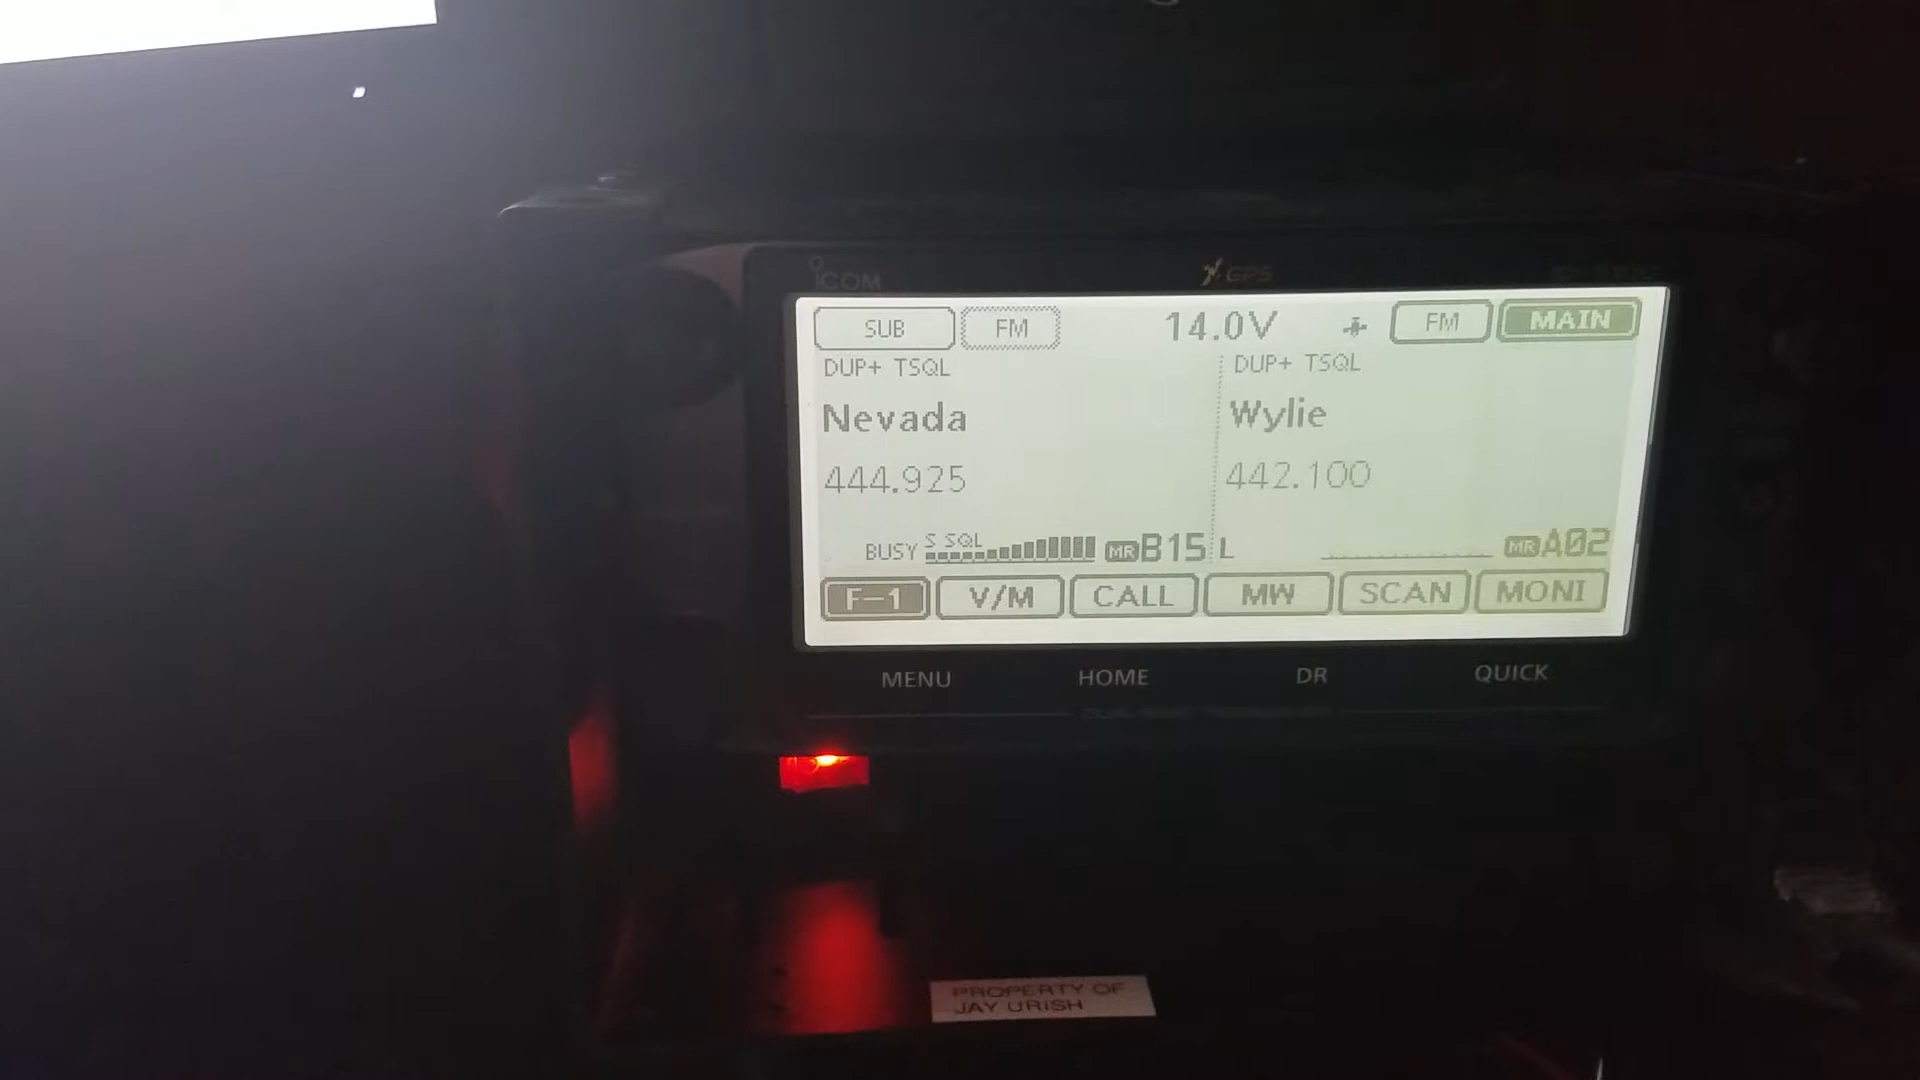 ICOM
GPS
SUB FM 14.0V FM MAIN
DUP+ TSQL DUP+ TSQL
Nevada Wylie
444.925 442.100
BUSY S SQL MR B15 L MR A02
F-1 V/M CALL MW SCAN MONI
MENU HOME DR QUICK
PROPERTY OF
JAY URISH